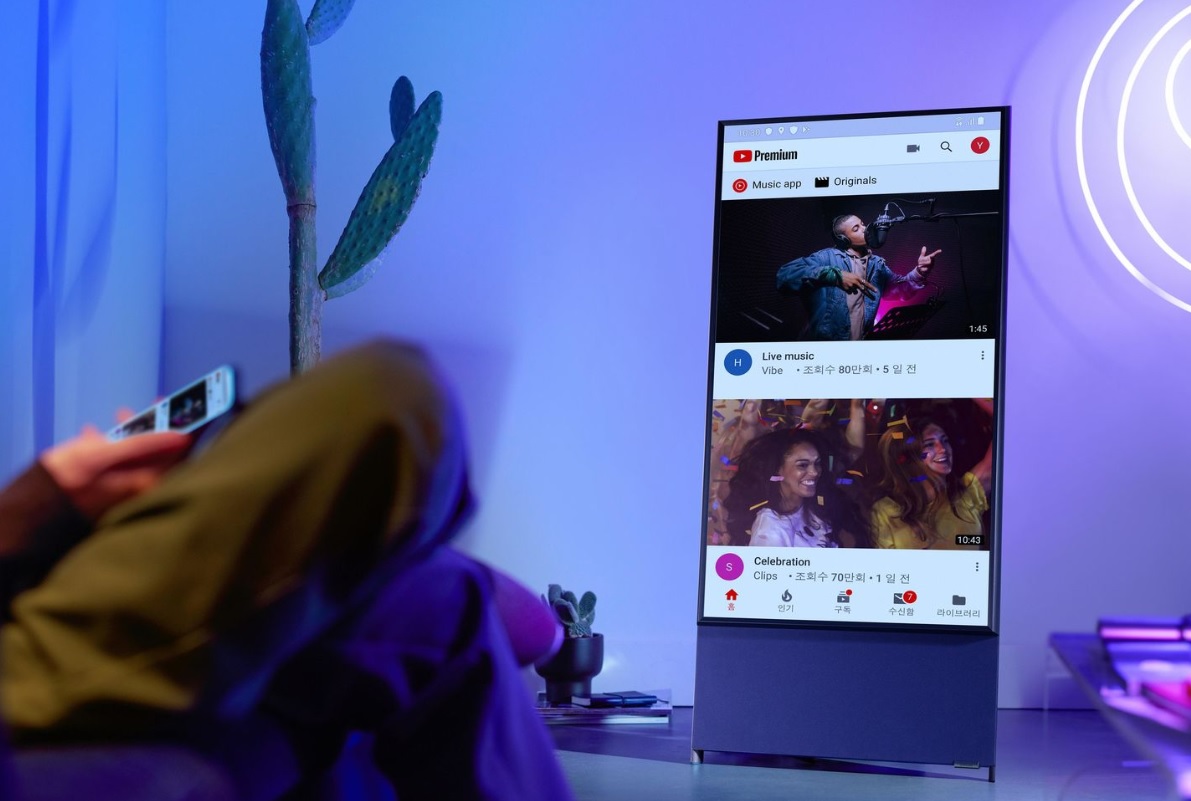 Premium
Y
Music app Originals
1:45
H
Live music
Vibe • 조회수 80만회 • 5 일 전
10:43
S
Celebration
Clips • 조회수 70만회 • 1 일 전
7
홈 인기 구독 수신함 라이브러리